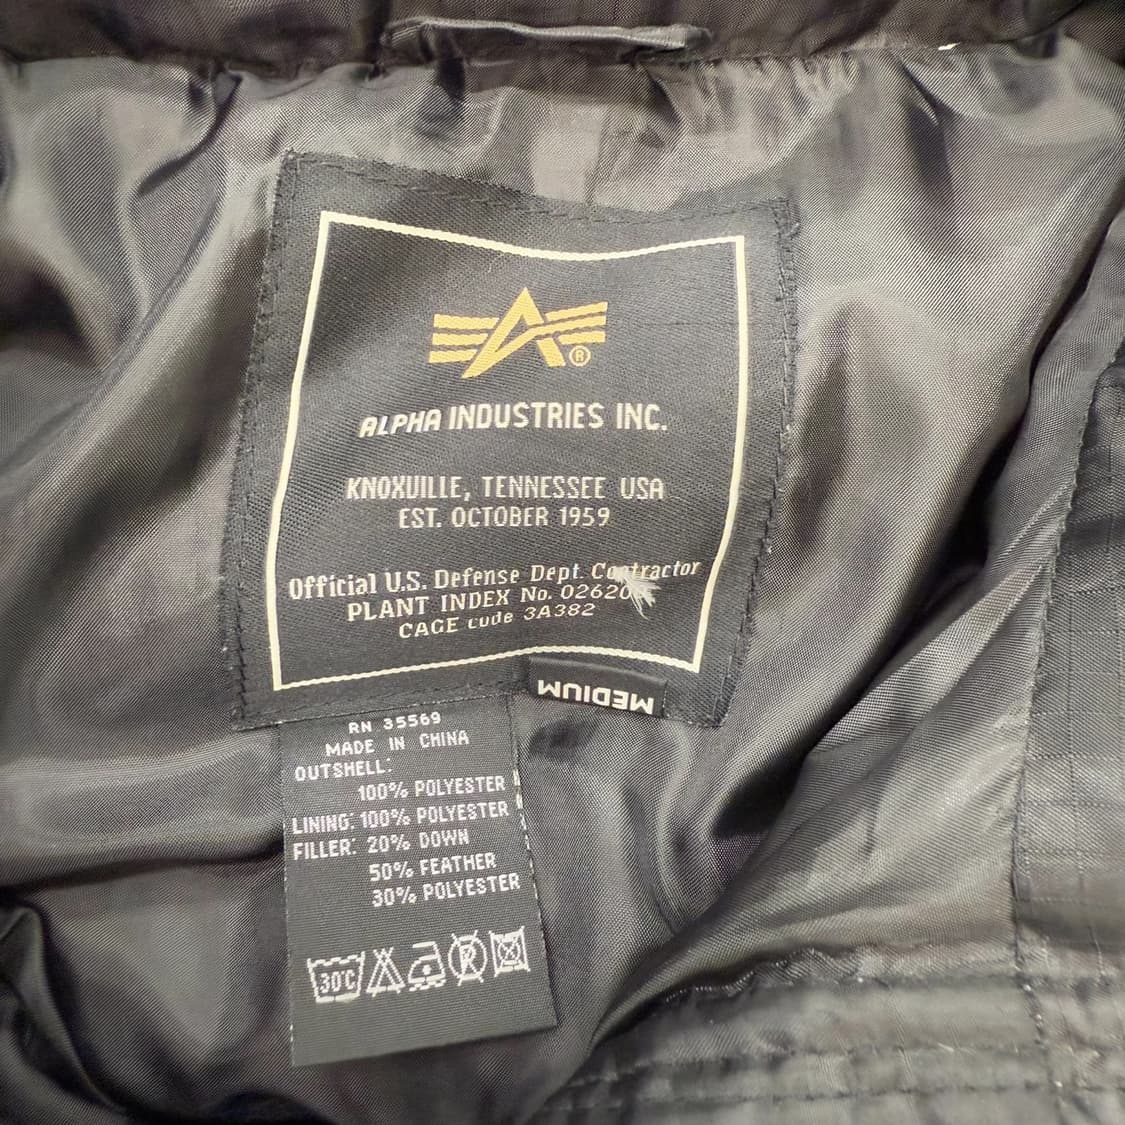 ®
ALPHA INDUSTRIES INC.
KNOXVILLE, TENNESSEE USA
EST. OCTOBER 1959
Official U.S. Defense Dept. Contractor
PLANT INDEX No.
CAGE code 3A382
MEDIUM
RN 35569
MADE IN CHINA
OUTSHELL:
100% POLYESTER
LINING: 100% POLYESTER
FILLER: 20% DOWN
50% FEATHER
30% POLYESTER
30°C
R